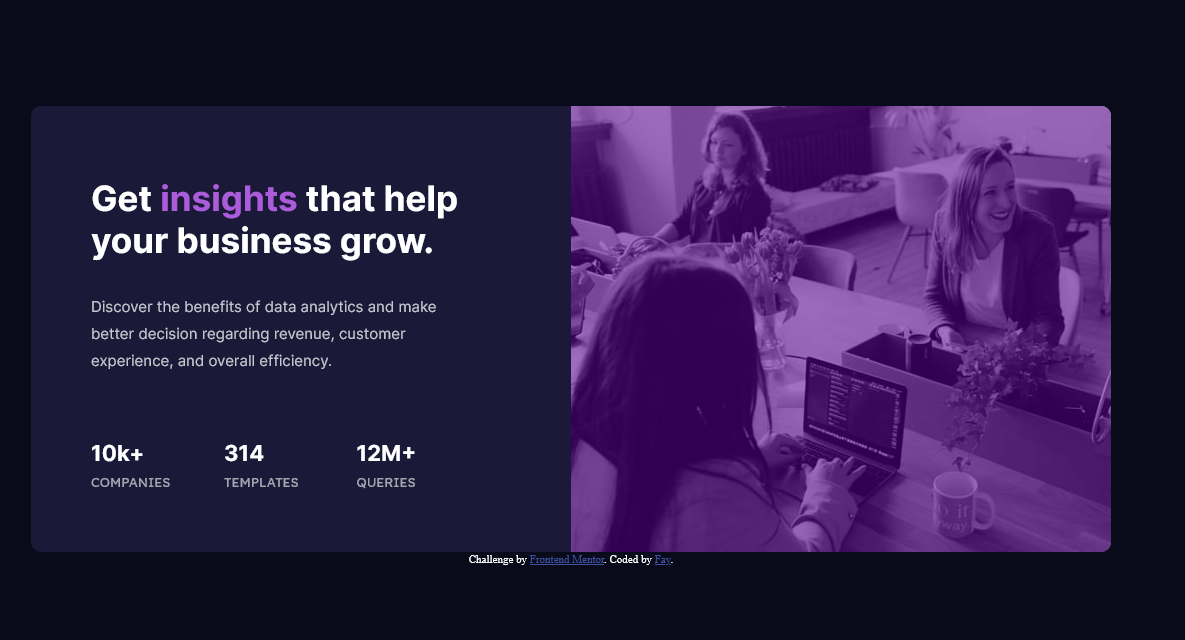 Get insights that help
your business grow.
Discover the benefits of data analytics and make
better decision regarding revenue, customer
experience, and overall efficiency.
10k+ 314 12M+
COMPANIES TEMPLATES QUERIES
Challenge by Frontend Mentor. Coded by Fay.